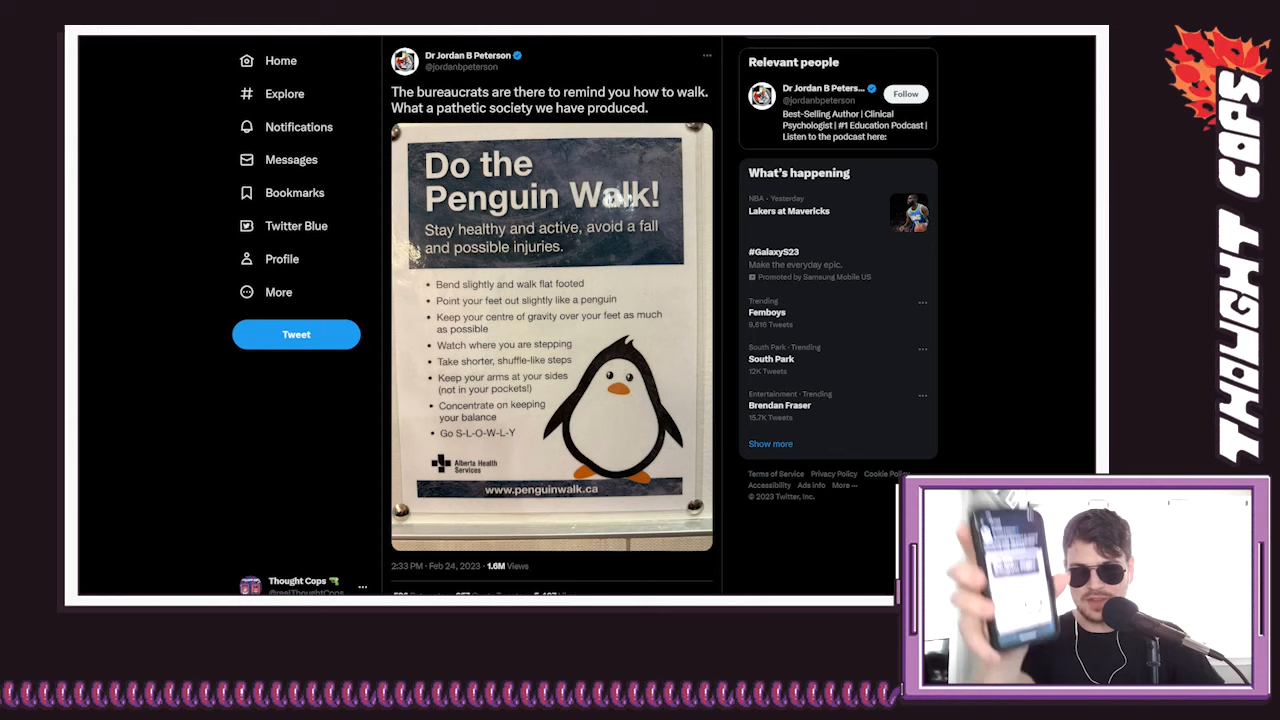 Home
Explore
Notifications
Messages
Bookmarks
Twitter Blue
Profile
More
Tweet
Thought Cops
@realThoughtCops
Dr Jordan B Peterson
@jordanbpeterson
The bureaucrats are there to remind you how to walk.
What a pathetic society we have produced.
Do the
Penguin Walk!
Stay healthy and active, avoid a fall
and possible injuries.
• Bend slightly and walk flat footed
• Point your feet out slightly like a penguin
• Keep your centre of gravity over your feet as much
as possible
• Watch where you are stepping
• Take shorter, shuffle-like steps
• Keep your arms at your sides
(not in your pockets!)
• Concentrate on keeping
your balance
• Go S-L-O-W-L-Y
Alberta Health
Services
www.penguinwalk.ca
2:33 PM · Feb 24, 2023 · 1.6M Views
Relevant people
Dr Jordan B Peters...
@jordanbpeterson
Follow
Best-Selling Author | Clinical
Psychologist | #1 Education Podcast |
Listen to the podcast here:
What's happening
NBA · Yesterday
Lakers at Mavericks
#GalaxyS23
Make the everyday epic.
Promoted by Samsung Mobile US
Trending
Femboys
9,616 Tweets
South Park · Trending
South Park
12K Tweets
Entertainment · Trending
Brendan Fraser
15.7K Tweets
Show more
Terms of Service Privacy Policy Cookie Policy
Accessibility Ads info More ···
© 2023 Twitter, Inc.
THOUGHT COPS